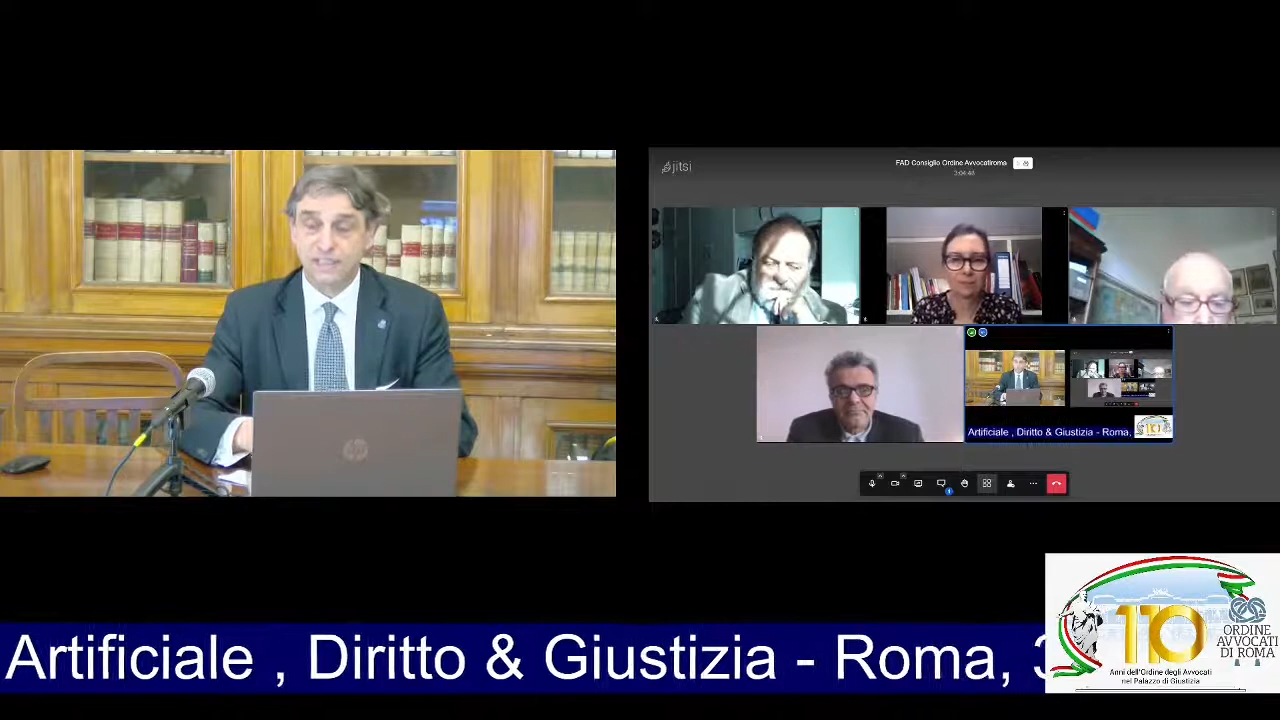 jitsi
FAD Consiglio Ordine Avvocatiroma
Artificiale , Diritto & Giustizia - Roma,
110
Artificiale , Diritto & Giustizia - Roma, 3
110
ORDINE
AVVOCATI
DI ROMA
Anni dell'Ordine degli Avvocati
nel Palazzo di Giustizia